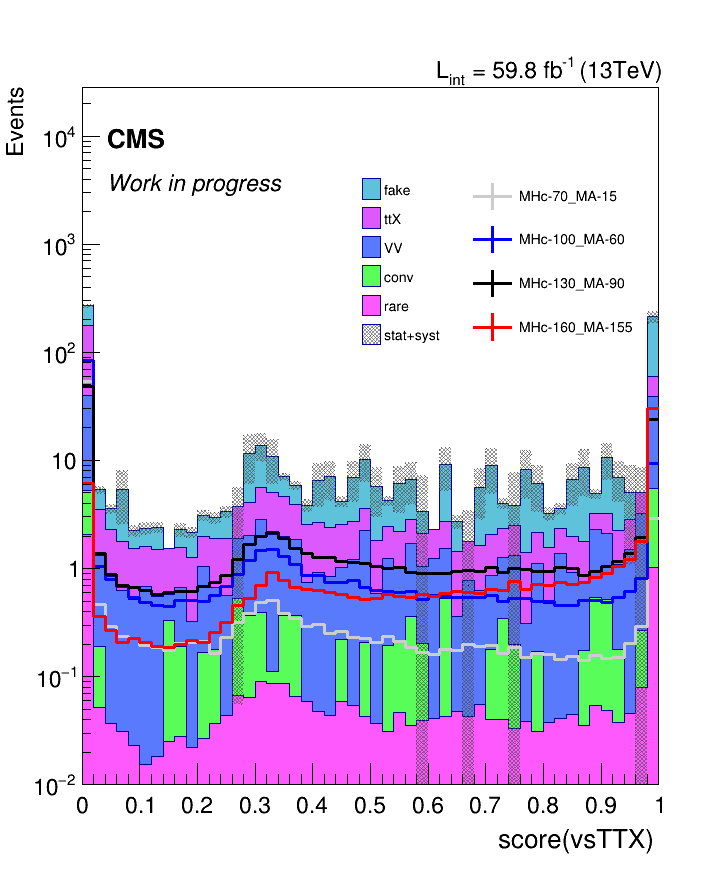 L_int = 59.8 fb^-1 (13TeV)
Events
CMS
Work in progress
fake
ttX
VV
conv
rare
stat+syst
MHc-70_MA-15
MHc-100_MA-60
MHc-130_MA-90
MHc-160_MA-155
10^4
10^3
10^2
10
1
10^−1
10^−2
0 0.1 0.2 0.3 0.4 0.5 0.6 0.7 0.8 0.9 1
score(vsTTX)